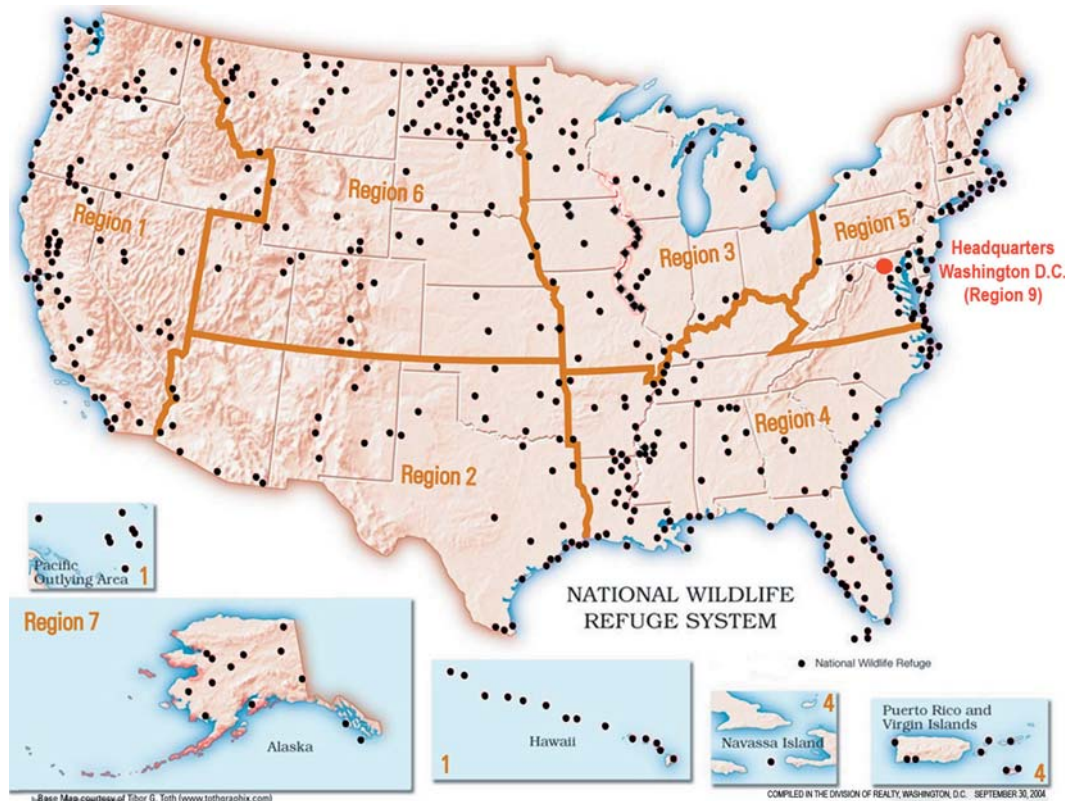 Region 1
Region 6
Region 3
Region 5
Headquarters
Washington D.C.
(Region 9)
Region 4
Region 2
Pacific
Outlying Area
1
NATIONAL WILDLIFE
REFUGE SYSTEM
National Wildlife Refuge
Region 7
Alaska
Hawaii
1
4
Navassa Island
Puerto Rico and
Virgin Islands
4
Base Map courtesy of Tibor G. Toth (www.tothgraphix.com)
COMPILED IN THE DIVISION OF REALTY, WASHINGTON, D.C. SEPTEMBER 30, 2004